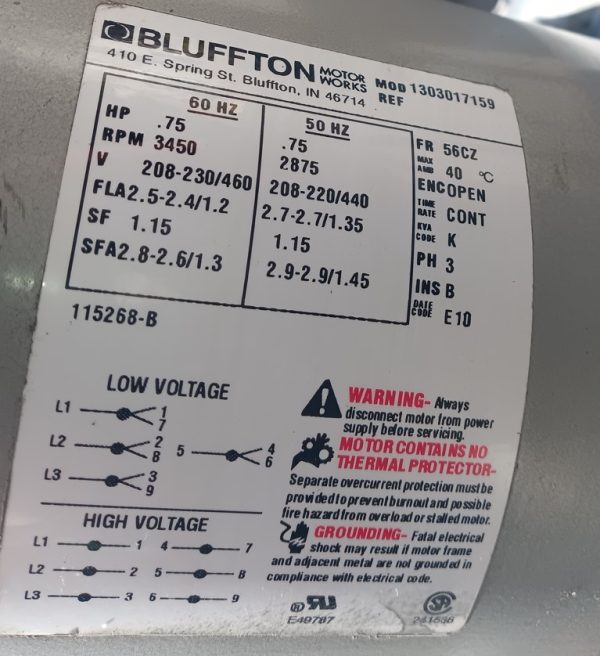 BLUFFTON MOTOR WORKS MOD 1303017159
410 E. Spring St. Bluffton, IN 46714 REF
60 HZ 50 HZ
HP .75 .75 FR 56CZ
RPM 3450 2875 MAX AMB 40 °C
V 208-230/460 208-220/440 ENC OPEN
FLA 2.5-2.4/1.2 2.7-2.7/1.35 TIME RATE CONT
SF 1.15 1.15 KVA CODE K
SFA 2.8-2.6/1.3 2.9-2.9/1.45 PH 3
INS B
DATE CODE E10
115268-B
LOW VOLTAGE
L1 1 7
L2 2 8 5 4 6
L3 3 9
HIGH VOLTAGE
L1 1 4 7
L2 2 5 8
L3 3 6 9
WARNING- Always
disconnect motor from power
supply before servicing.
MOTOR CONTAINS NO
THERMAL PROTECTOR-
Separate overcurrent protection must be
provided to prevent burnout and possible
fire hazard from overload or stalled motor.
GROUNDING- Fatal electrical
shock may result if motor frame
and adjacent metal are not grounded in
compliance with electrical code.
E49787